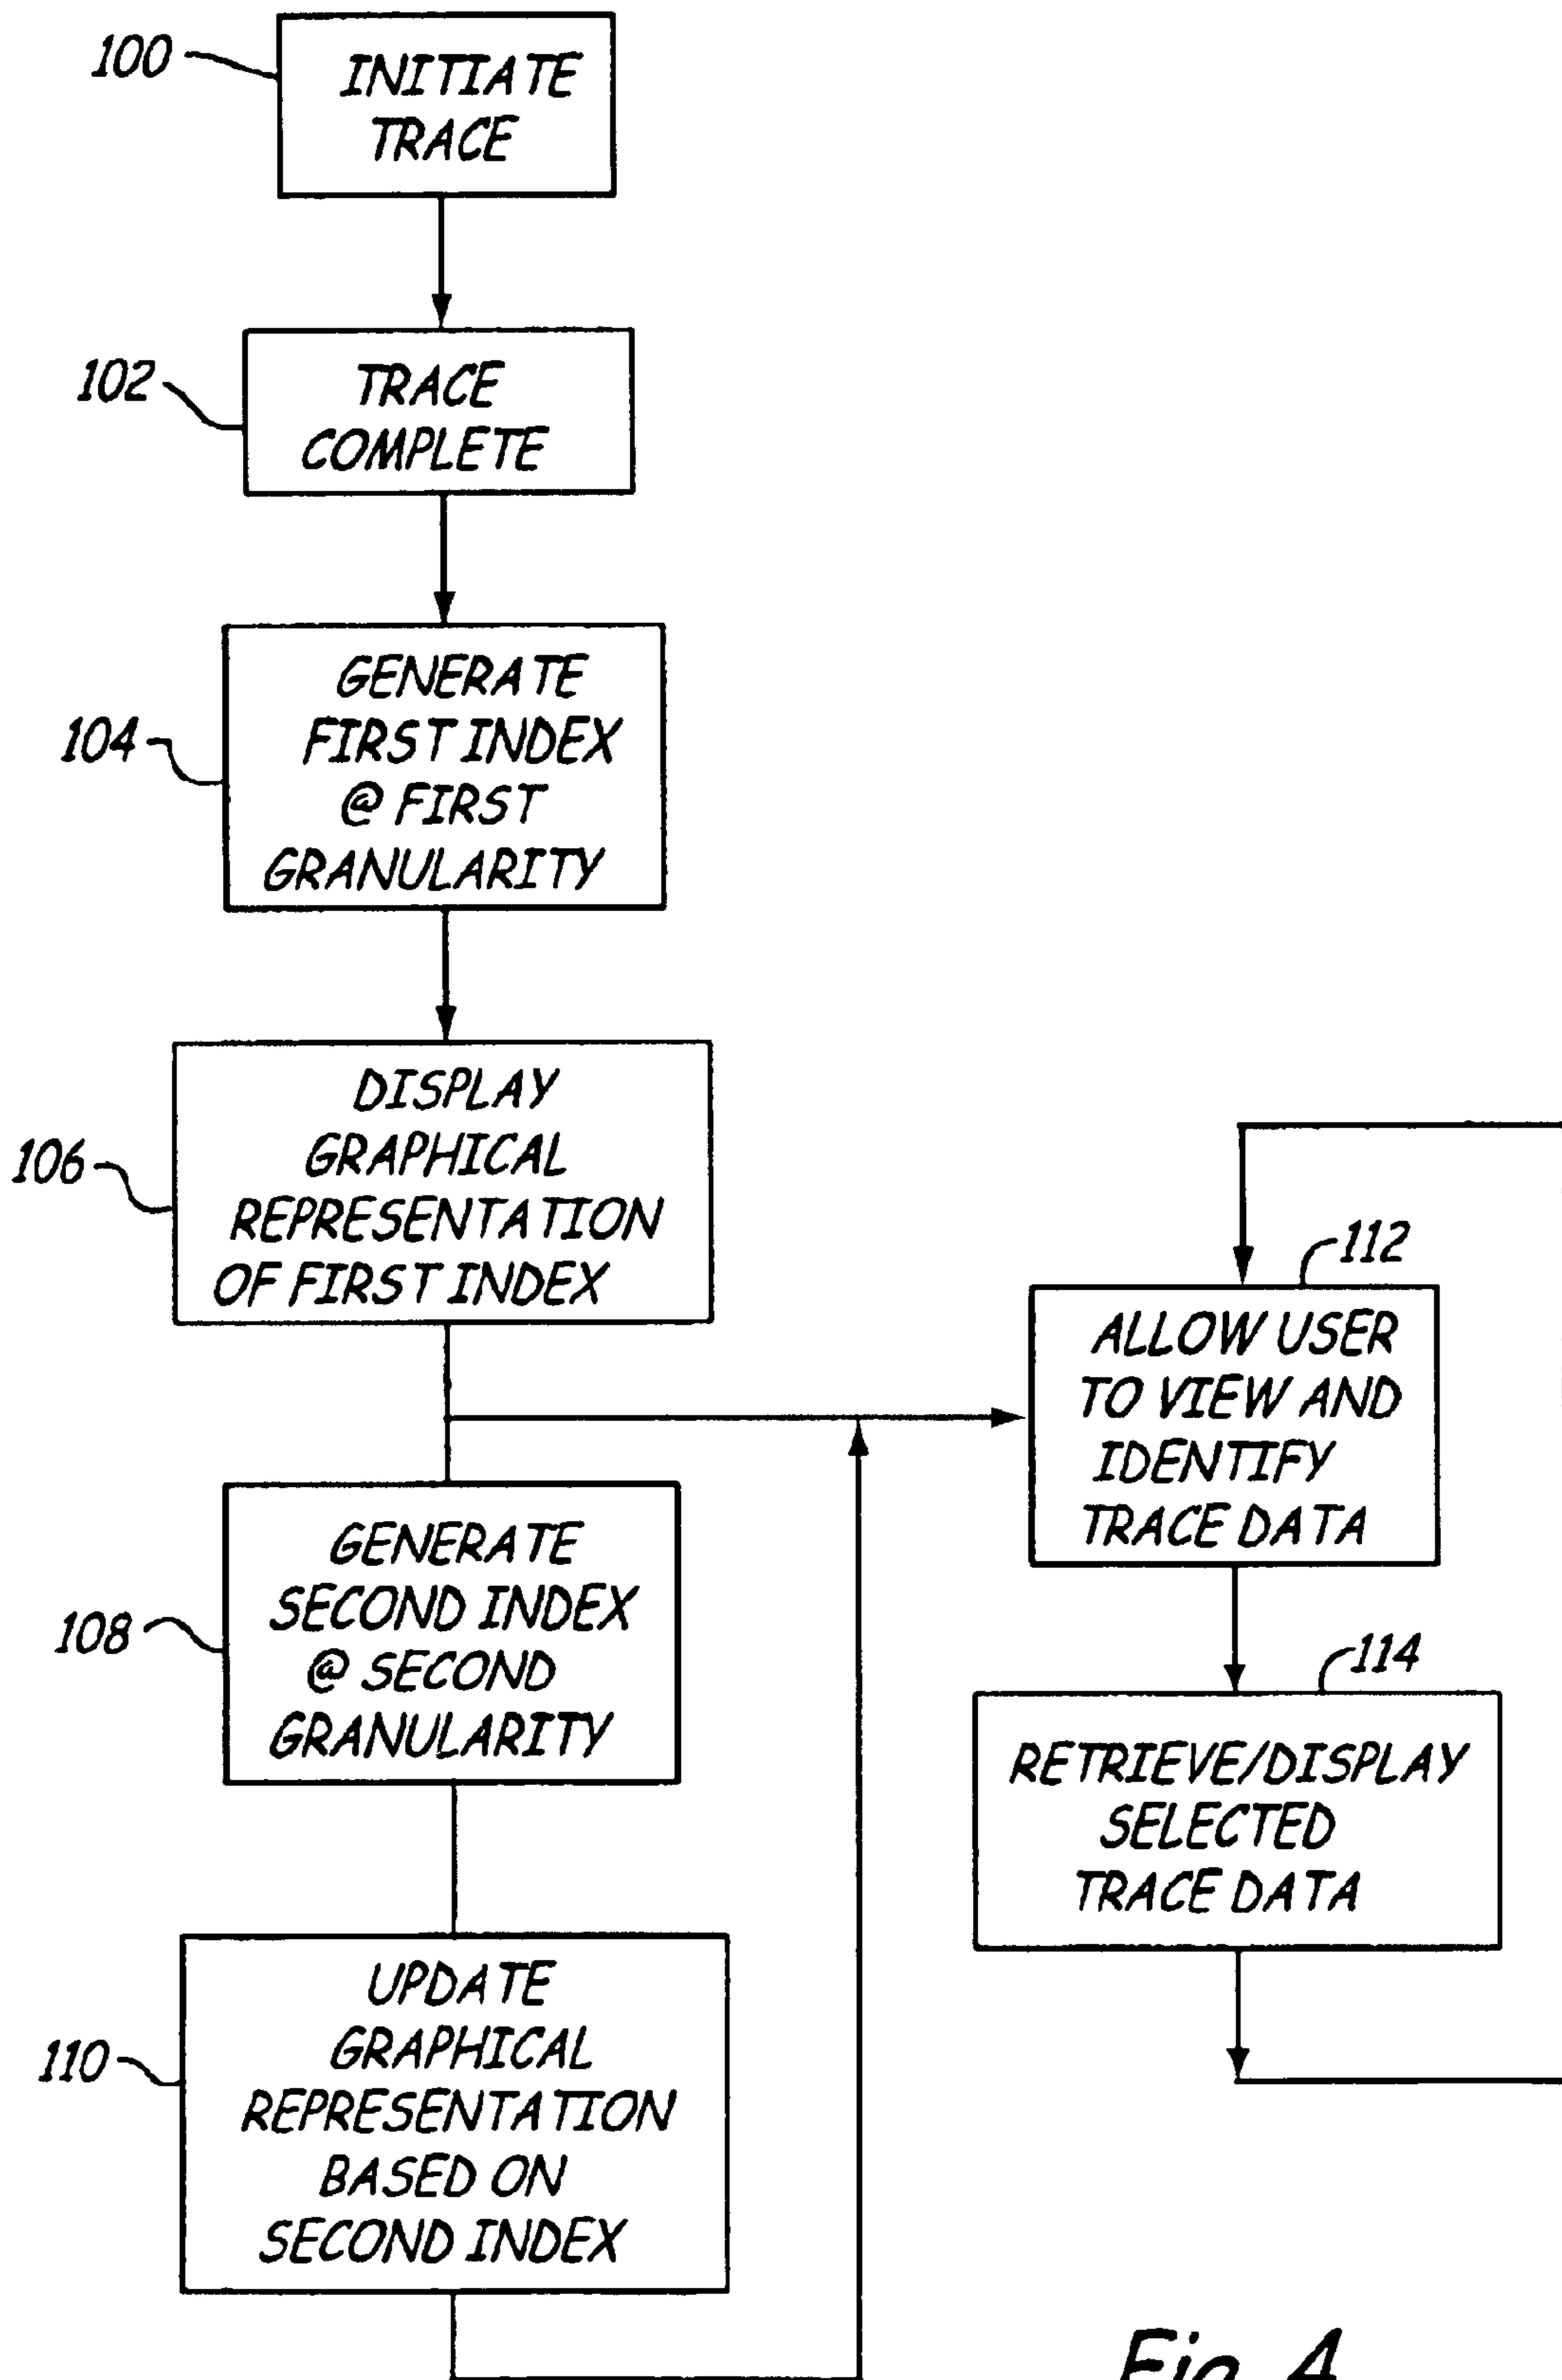 100
INITIATE
TRACE
102
TRACE
COMPLETE
104
GENERATE
FIRST INDEX
@ FIRST
GRANULARITY
106
DISPLAY
GRAPHICAL
REPRESENTATION
OF FIRST INDEX
108
GENERATE
SECOND INDEX
@ SECOND
GRANULARITY
110
UPDATE
GRAPHICAL
REPRESENTATION
BASED ON
SECOND INDEX
112
ALLOW USER
TO VIEW AND
IDENTIFY
TRACE DATA
114
RETRIEVE/DISPLAY
SELECTED
TRACE DATA
Fig. 4